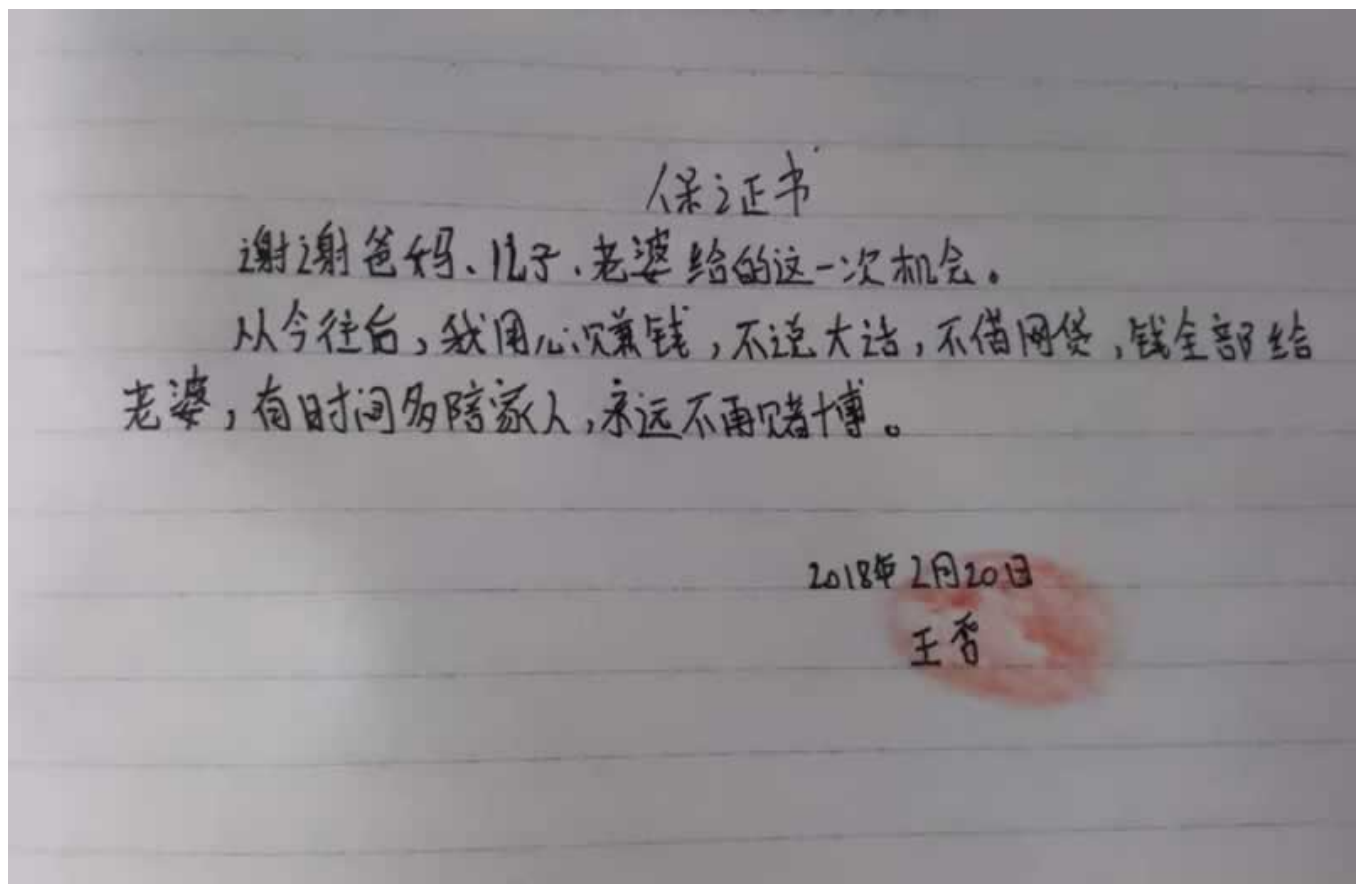 保证书
谢谢爸妈、儿子、老婆给的这一次机会。
从今往后，我用心赚钱，不说大话，不借网贷，钱全部给
老婆，有时间多陪家人，永远不再赌博。
2018年2月20日
王香